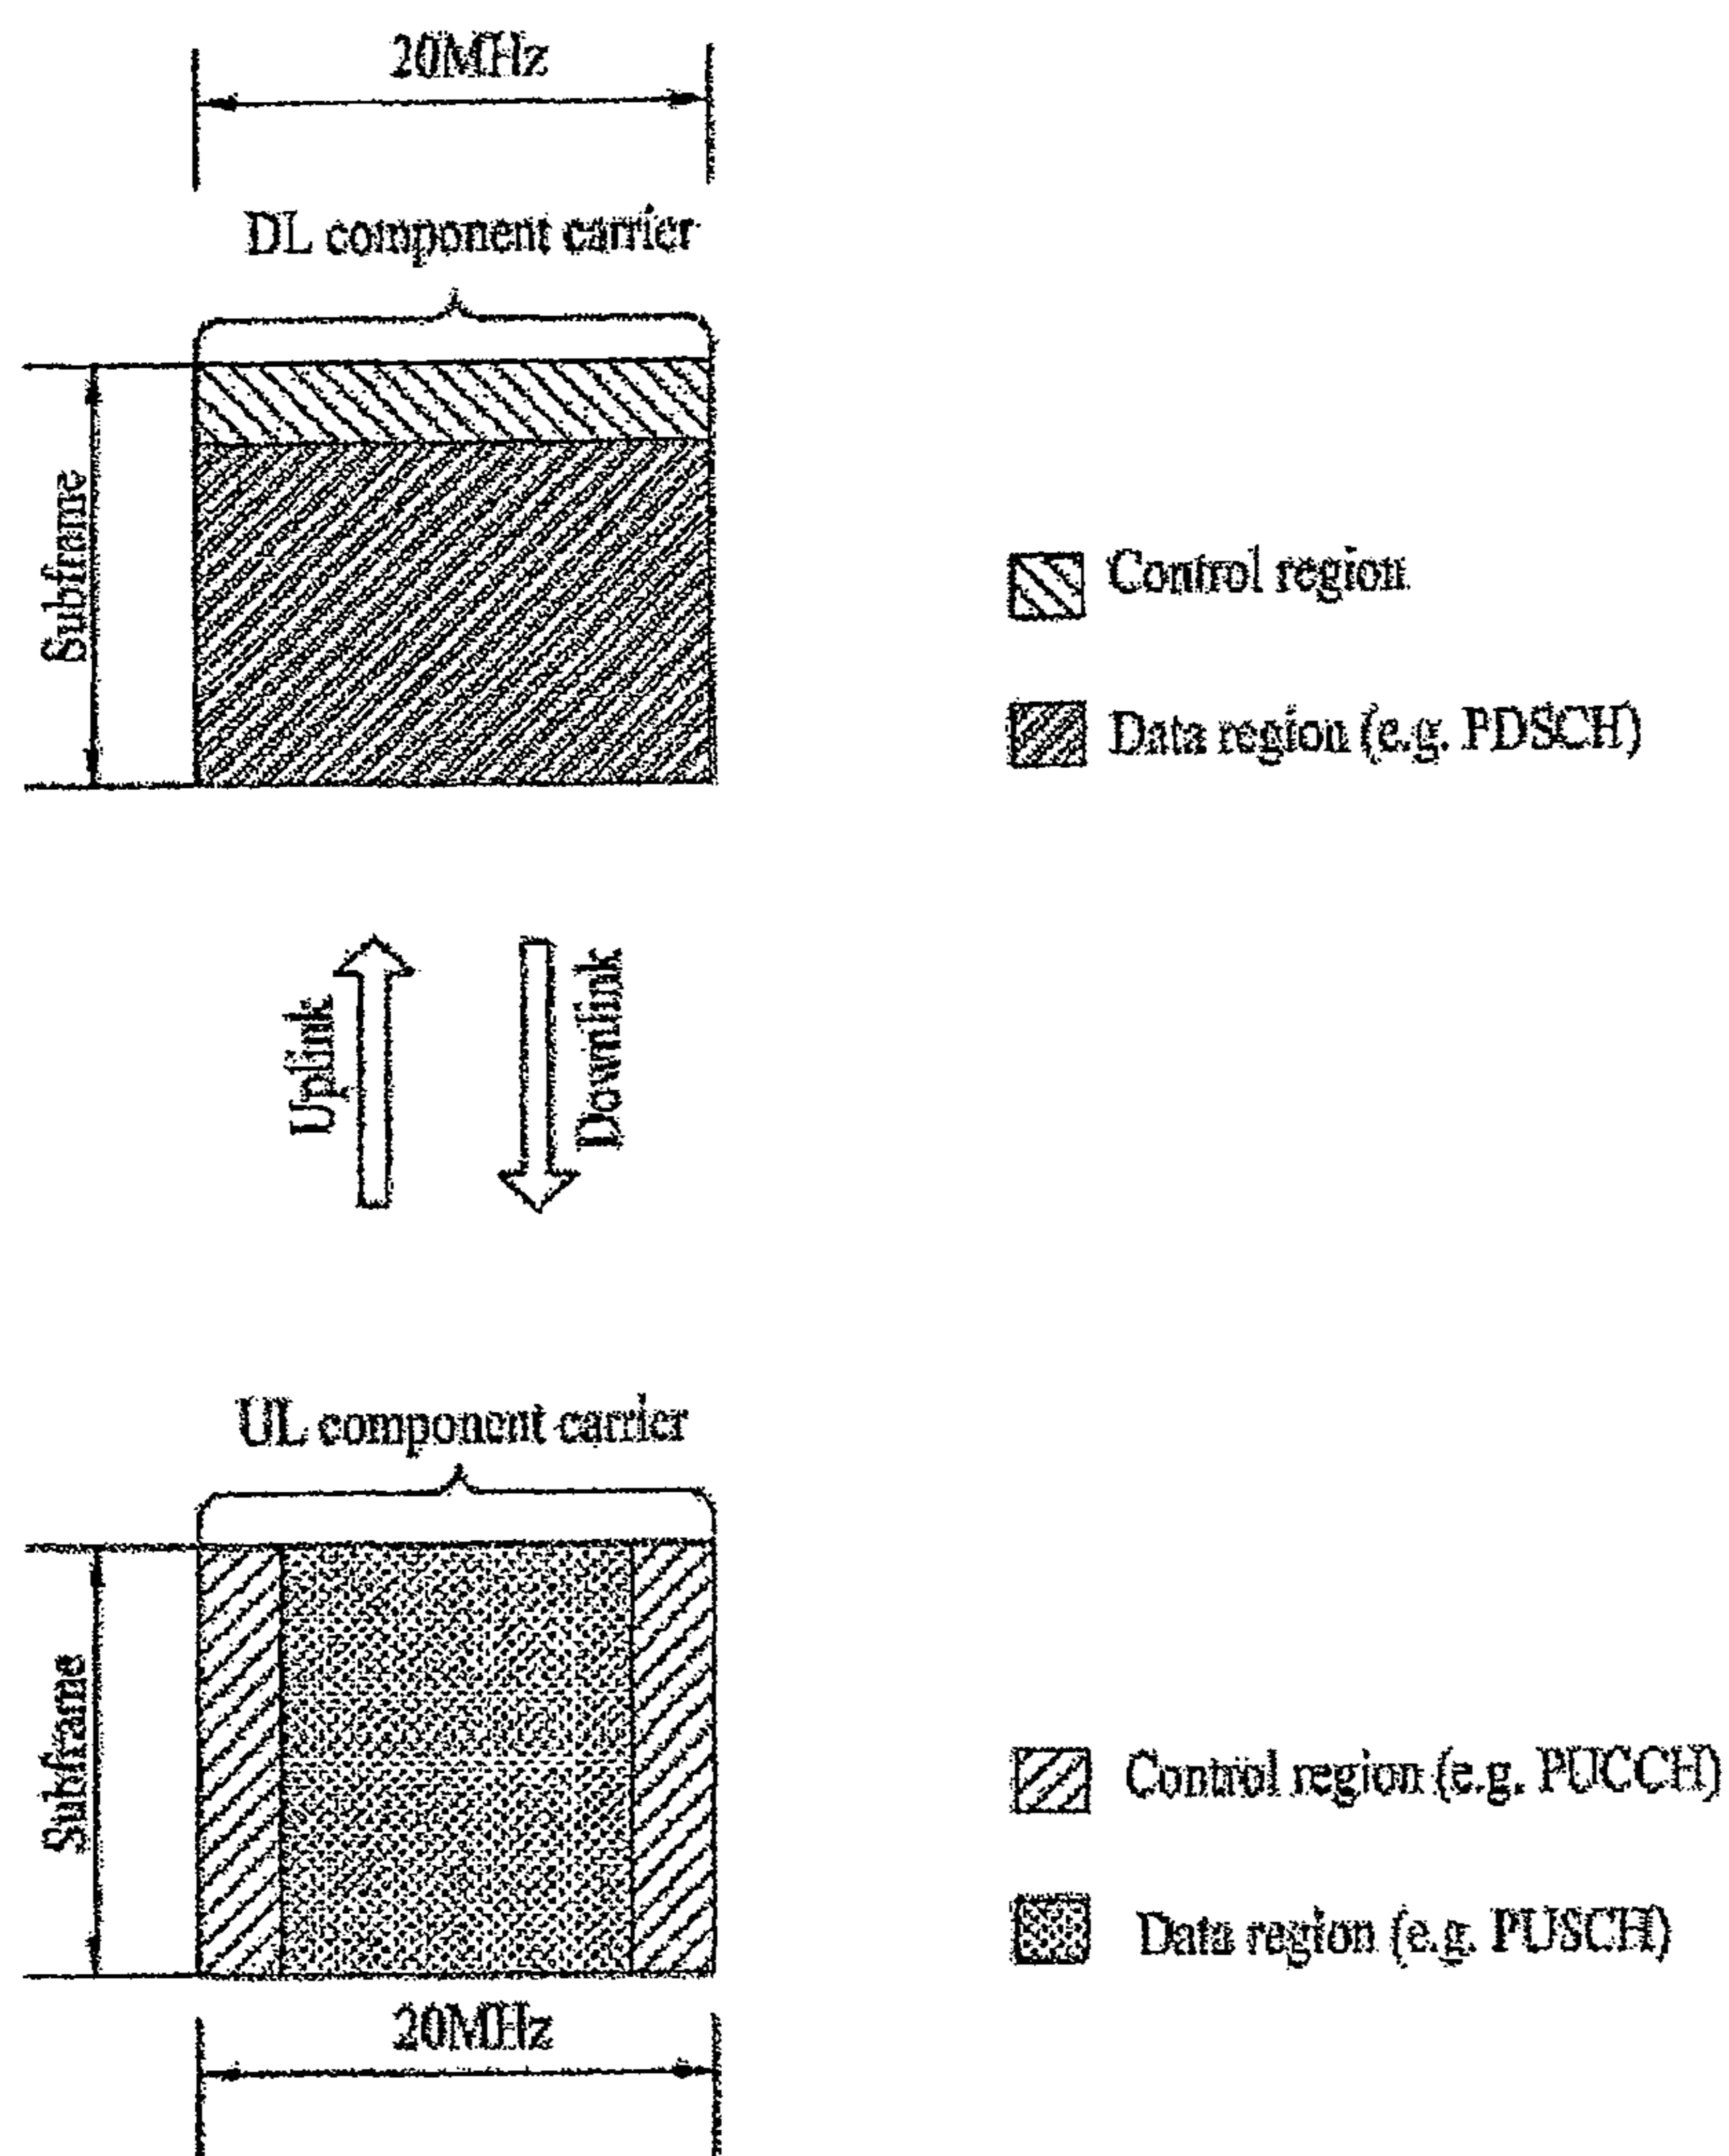 20MHz
DL component carrier
Subframe
Control region
Data region (e.g. PDSCH)
Uplink
Downlink
UL component carrier
Subframe
Control region (e.g. PUCCH)
Data region (e.g. PUSCH)
20MHz